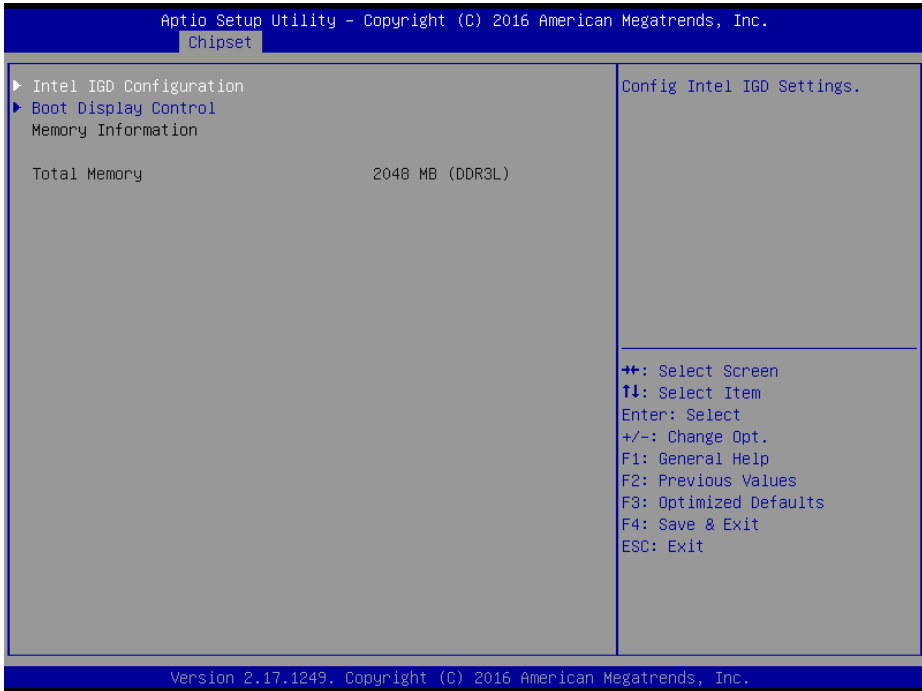 Aptio Setup Utility – Copyright (C) 2016 American Megatrends, Inc.
Chipset
▶ Intel IGD Configuration
▶ Boot Display Control
Memory Information
Total Memory 2048 MB (DDR3L)
Config Intel IGD Settings.
→←: Select Screen
↑↓: Select Item
Enter: Select
+/-: Change Opt.
F1: General Help
F2: Previous Values
F3: Optimized Defaults
F4: Save & Exit
ESC: Exit
Version 2.17.1249. Copyright (C) 2016 American Megatrends, Inc.